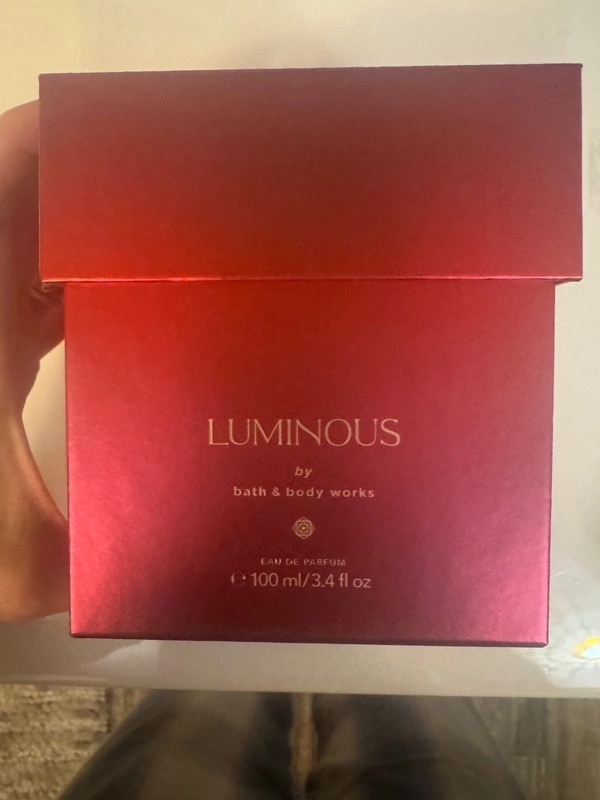 LUMINOUS
by
bath & body works
EAU DE PARFUM
℮ 100 ml/3.4 fl oz